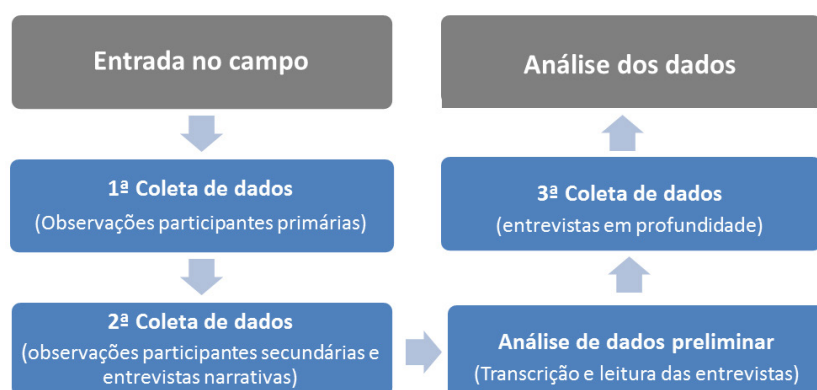 Entrada no campo
1ª Coleta de dados
(Observações participantes primárias)
2ª Coleta de dados
(observações participantes secundárias e
entrevistas narrativas)
Análise de dados preliminar
(Transcrição e leitura das entrevistas)
3ª Coleta de dados
(entrevistas em profundidade)
Análise dos dados